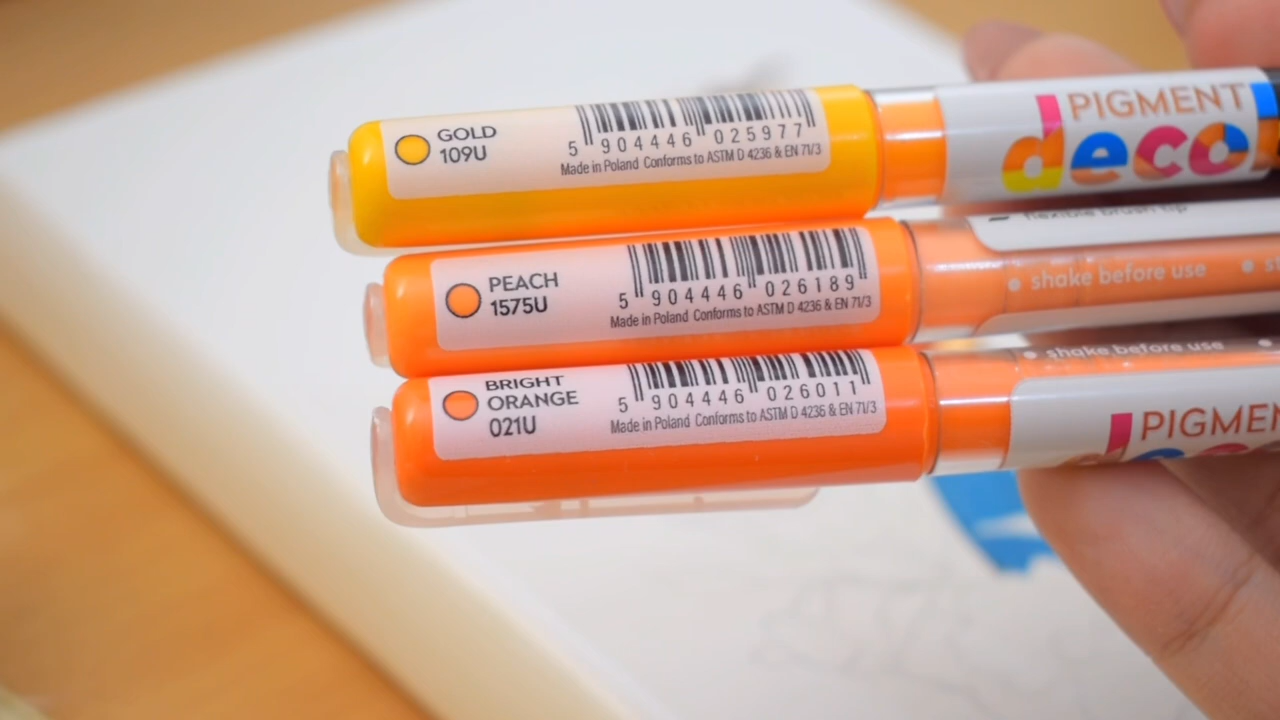 GOLD
109U
5 904446 025977
Made in Poland Conforms to ASTM D 4236 & EN 71/3
PIGMENT
deco
flexible brush tip
PEACH
1575U
5 904446 026189
Made in Poland Conforms to ASTM D 4236 & EN 71/3
shake before use
BRIGHT
ORANGE
021U
5 904446 026011
Made in Poland Conforms to ASTM D 4236 & EN 71/3
shake before use
PIGMEN